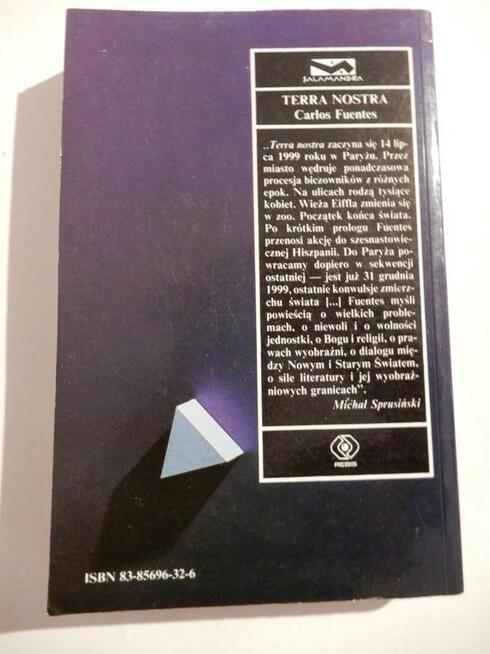 SALAMANDRA
TERRA NOSTRA
Carlos Fuentes
„Terra nostra zaczyna się 14 lip-
ca 1999 roku w Paryżu. Przez
miasto wędruje ponadczasowa
procesja biczowników z różnych
epok. Na ulicach rodzą tysiące
kobiet. Wieża Eiffla zmienia się
w zoo. Początek końca świata.
Po krótkim prologu Fuentes
przenosi akcję do szesnastowie-
cznej Hiszpanii. Do Paryża po-
wracamy dopiero w sekwencji
ostatniej — jest już 31 grudnia
1999, ostatnie konwulsje zmierz-
chu świata [...] Fuentes myśli
powieścią o wielkich proble-
mach, o niewoli i o wolności
jednostki, o Bogu i religii, o pra-
wach wyobraźni, o dialogu mię-
dzy Nowym i Starym Światem,
o sile literatury i jej wyobraź-
niowych granicach".
Michał Sprusiński
REBIS
ISBN 83-85696-32-6